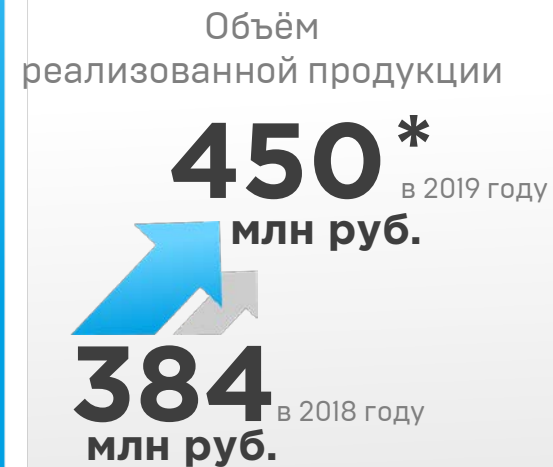 Объём
реализованной продукции
450*
в 2019 году
млн руб.
384
в 2018 году
млн руб.